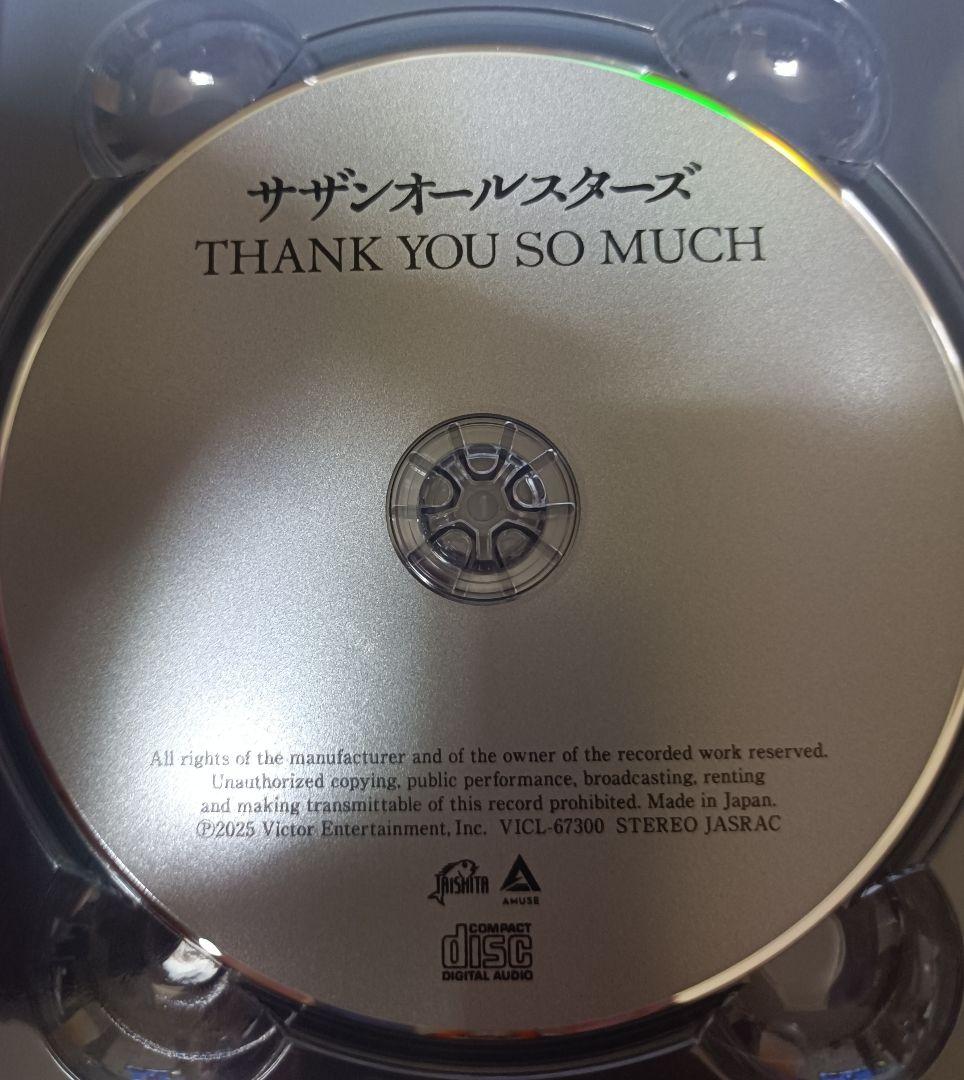 サザンオールスターズ
THANK YOU SO MUCH
1
All rights of the manufacturer and of the owner of the recorded work reserved.
Unauthorized copying, public performance, broadcasting, renting
and making transmittable of this record prohibited. Made in Japan.
Ⓟ2025 Victor Entertainment, Inc. VICL-67300 STEREO JASRAC
TAISHITA
AMUSE
COMPACT
disc
DIGITAL AUDIO